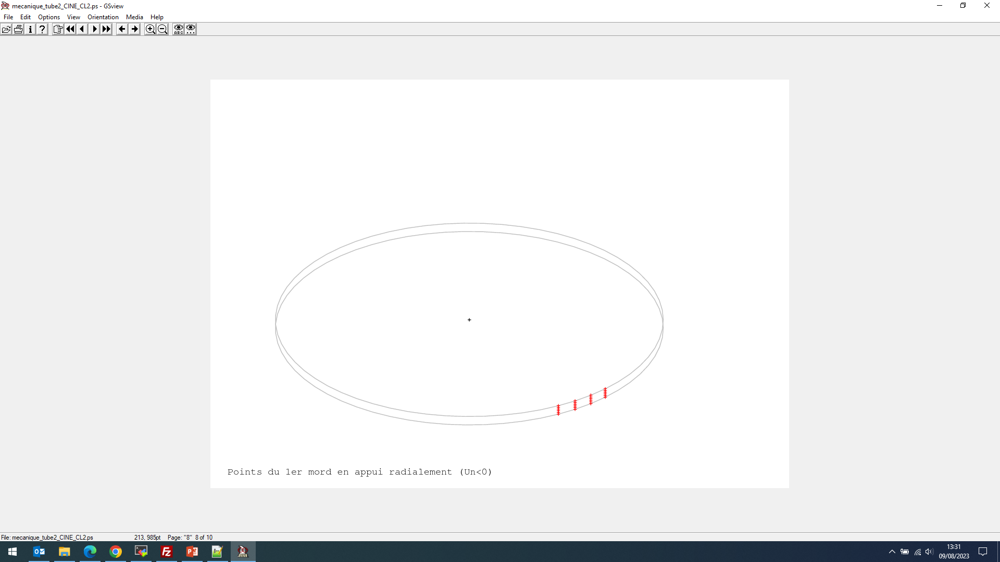 mecanique_tube2_CINE_CL2.ps - GSview
File Edit Options View Orientation Media Help
ABC
Points du 1er mord en appui radialement (Un<0)
File: mecanique_tube2_CINE_CL2.ps 213, 985pt Page: "8" 8 of 10
13:31
09/08/2023